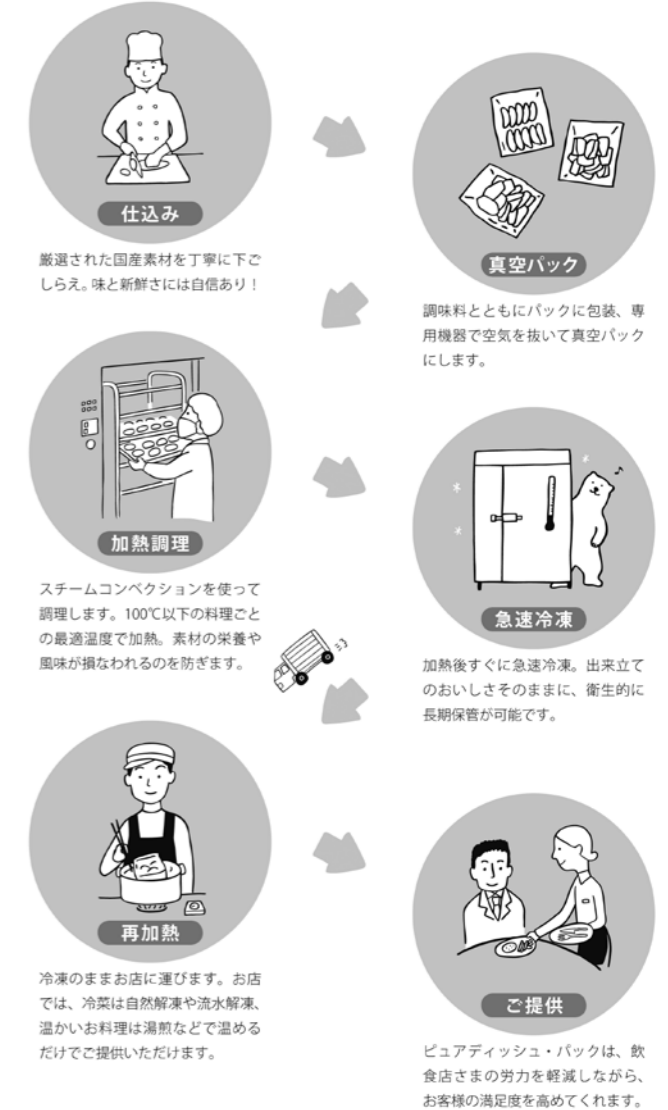 仕込み
厳選された国産素材を丁寧に下ご
しらえ。味と新鮮さには自信あり！
真空パック
調味料とともにパックに包装、専
用機器で空気を抜いて真空パック
にします。
加熱調理
スチームコンベクションを使って
調理します。100℃以下の料理ごと
の最適温度で加熱。素材の栄養や
風味が損なわれるのを防ぎます。
急速冷凍
加熱後すぐに急速冷凍。出来立て
のおいしさそのままに、衛生的に
長期保管が可能です。
再加熱
冷凍のままお店に運びます。お店
では、冷菜は自然解凍や流水解凍、
温かいお料理は湯煎などで温める
だけでご提供いただけます。
ご提供
ピュアディッシュ・パックは、飲
食店さまの労力を軽減しながら、
お客様の満足度を高めてくれます。